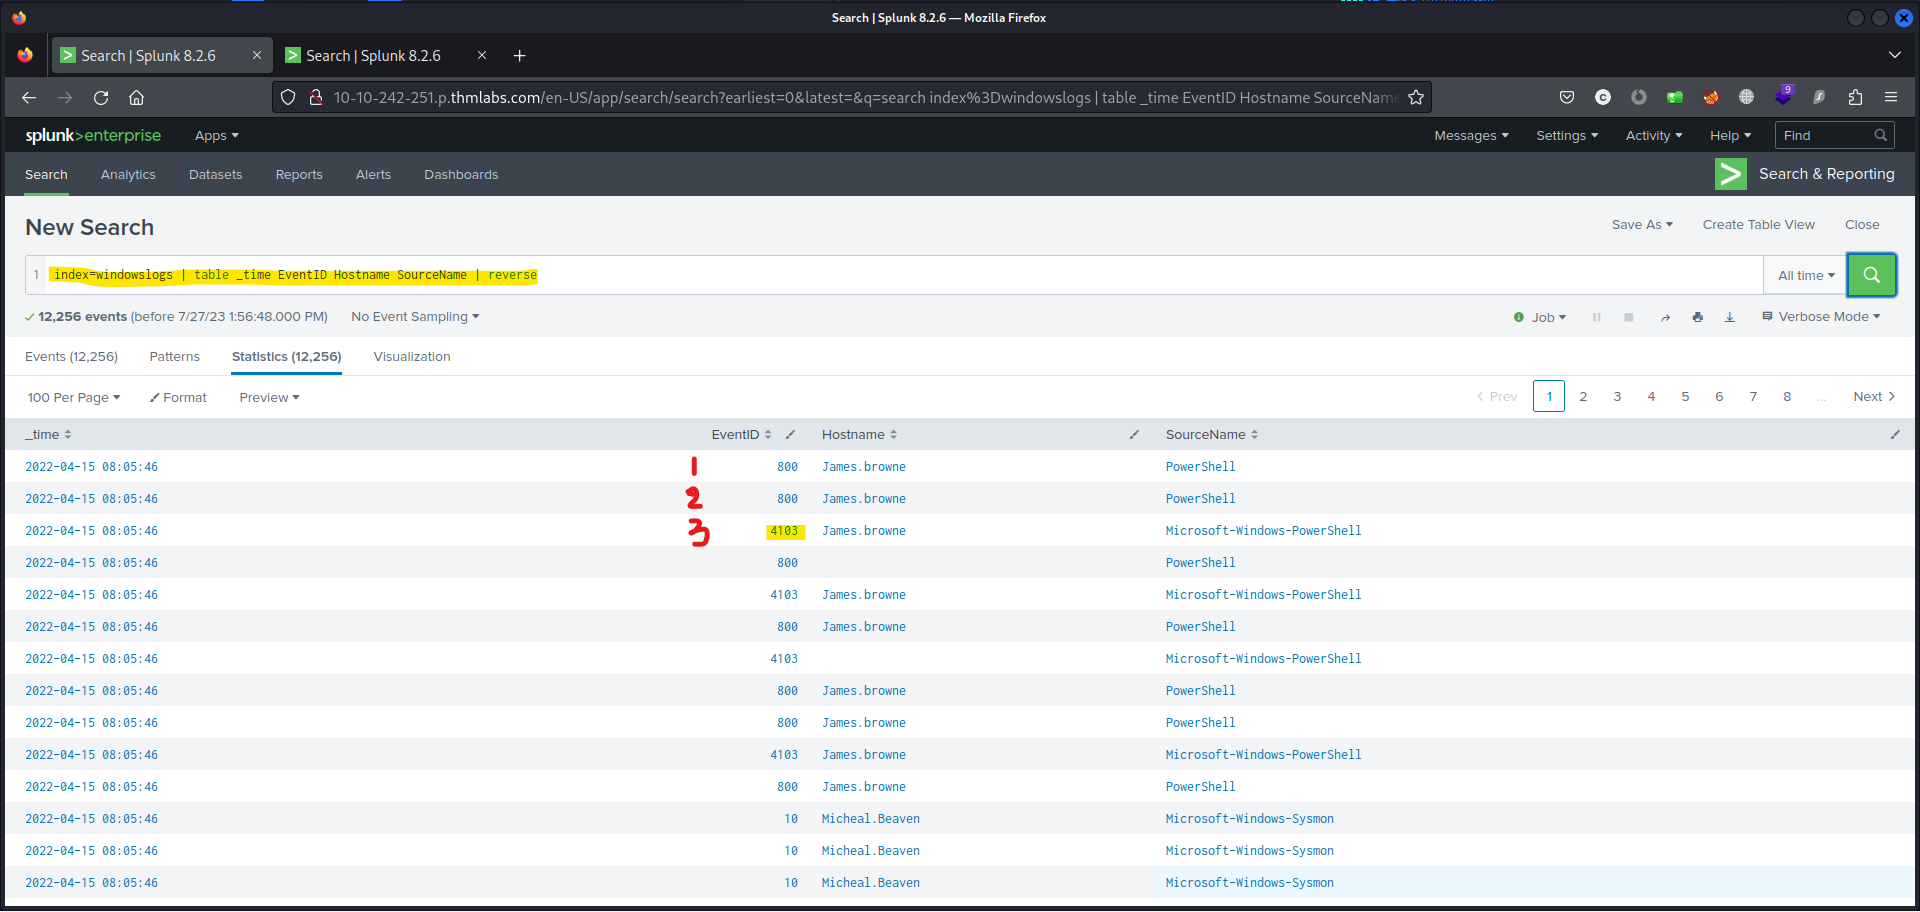 Search | Splunk 8.2.6 — Mozilla Firefox
Search | Splunk 8.2.6 Search | Splunk 8.2.6
10-10-242-251.p.thmlabs.com/en-US/app/search/search?earliest=0&latest=&q=search index%3Dwindowslogs | table _time EventID Hostname SourceName
9
splunk>enterprise Apps Messages Settings Activity Help Find
Search Analytics Datasets Reports Alerts Dashboards Search & Reporting
New Search Save As Create Table View Close
1 index=windowslogs | table _time EventID Hostname SourceName | reverse All time
12,256 events (before 7/27/23 1:56:48.000 PM) No Event Sampling Job Verbose Mode
Events (12,256) Patterns Statistics (12,256) Visualization
100 Per Page Format Preview Prev 1 2 3 4 5 6 7 8 ... Next
_time EventID Hostname SourceName
2022-04-15 08:05:46 1 800 James.browne PowerShell
2022-04-15 08:05:46 2 800 James.browne PowerShell
2022-04-15 08:05:46 3 4103 James.browne Microsoft-Windows-PowerShell
2022-04-15 08:05:46 800 PowerShell
2022-04-15 08:05:46 4103 James.browne Microsoft-Windows-PowerShell
2022-04-15 08:05:46 800 James.browne PowerShell
2022-04-15 08:05:46 4103 Microsoft-Windows-PowerShell
2022-04-15 08:05:46 800 James.browne PowerShell
2022-04-15 08:05:46 800 James.browne PowerShell
2022-04-15 08:05:46 4103 James.browne Microsoft-Windows-PowerShell
2022-04-15 08:05:46 800 James.browne PowerShell
2022-04-15 08:05:46 10 Micheal.Beaven Microsoft-Windows-Sysmon
2022-04-15 08:05:46 10 Micheal.Beaven Microsoft-Windows-Sysmon
2022-04-15 08:05:46 10 Micheal.Beaven Microsoft-Windows-Sysmon